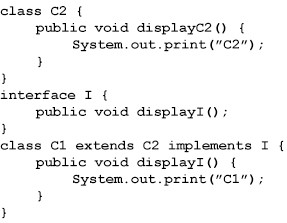 class C2 {
    public void displayC2() {
        System.out.print(”C2”);
    }
}
interface I {
    public void displayI();
}
class C1 extends C2 implements I {
    public void displayI() {
        System.out.print(”C1”);
    }
}